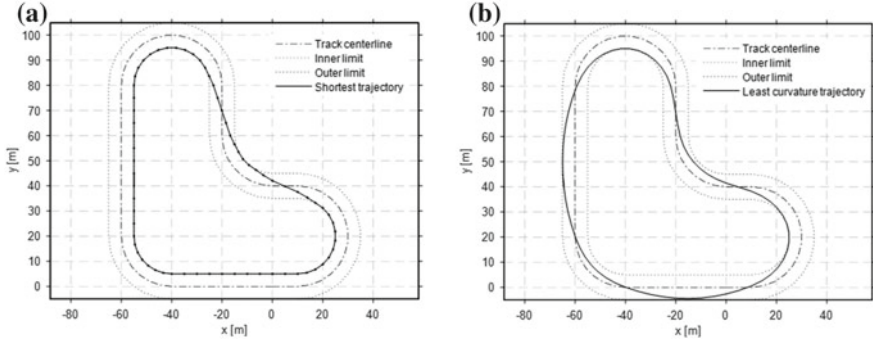 (a)
y [m]
100
90
80
70
60
50
40
30
20
10
0
-80 -60 -40 -20 0 20 40
x [m]
Track centerline
Inner limit
Outer limit
Shortest trajectory
(b)
y [m]
100
90
80
70
60
50
40
30
20
10
0
-80 -60 -40 -20 0 20 40
x [m]
Track centerline
Inner limit
Outer limit
Least curvature trajectory